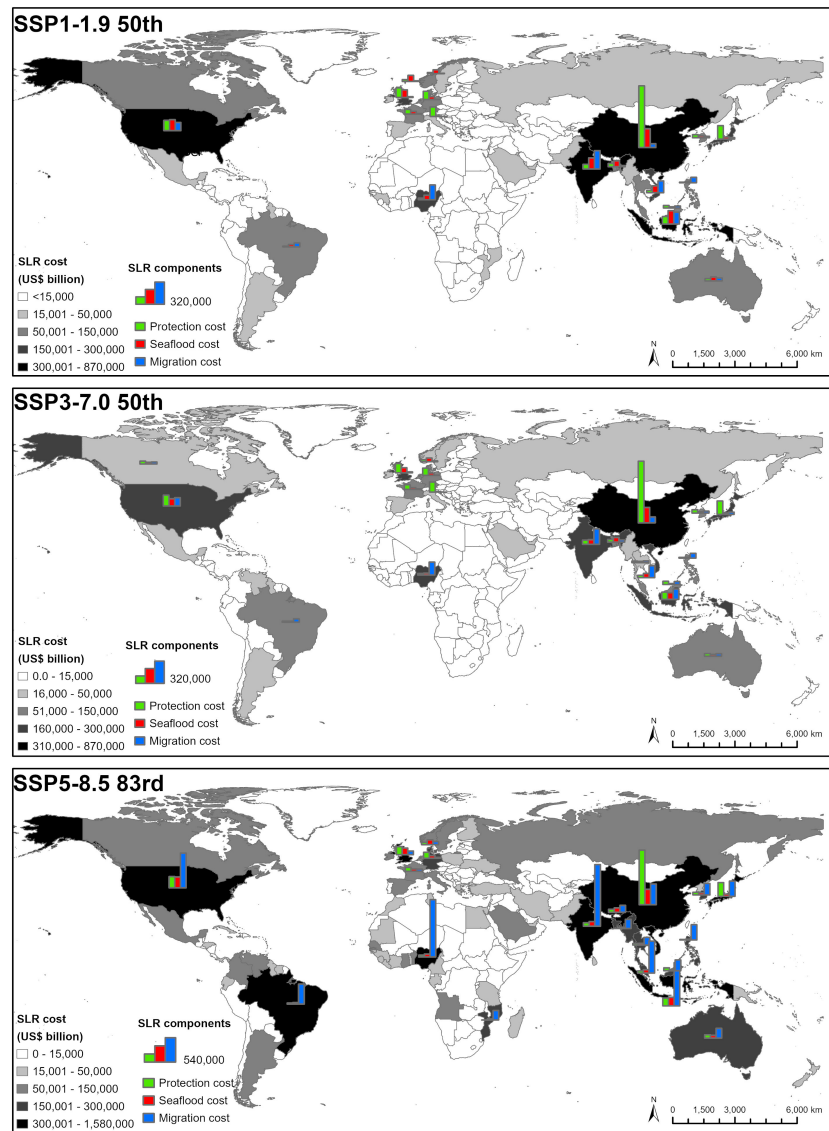 SSP1-1.9 50th
SLR cost
(US$ billion)
<15,000
15,001 - 50,000
50,001 - 150,000
150,001 - 300,000
300,001 - 870,000
SLR components
320,000
Protection cost
Seaflood cost
Migration cost
N
0 1,500 3,000 6,000 km
SSP3-7.0 50th
SLR cost
(US$ billion)
0.0 - 15,000
16,000 - 50,000
51,000 - 150,000
160,000 - 300,000
310,000 - 870,000
SLR components
320,000
Protection cost
Seaflood cost
Migration cost
N
0 1,500 3,000 6,000 km
SSP5-8.5 83rd
SLR cost
(US$ billion)
0 - 15,000
15,001 - 50,000
50,001 - 150,000
150,001 - 300,000
300,001 - 1,580,000
SLR components
540,000
Protection cost
Seaflood cost
Migration cost
N
0 1,500 3,000 6,000 km